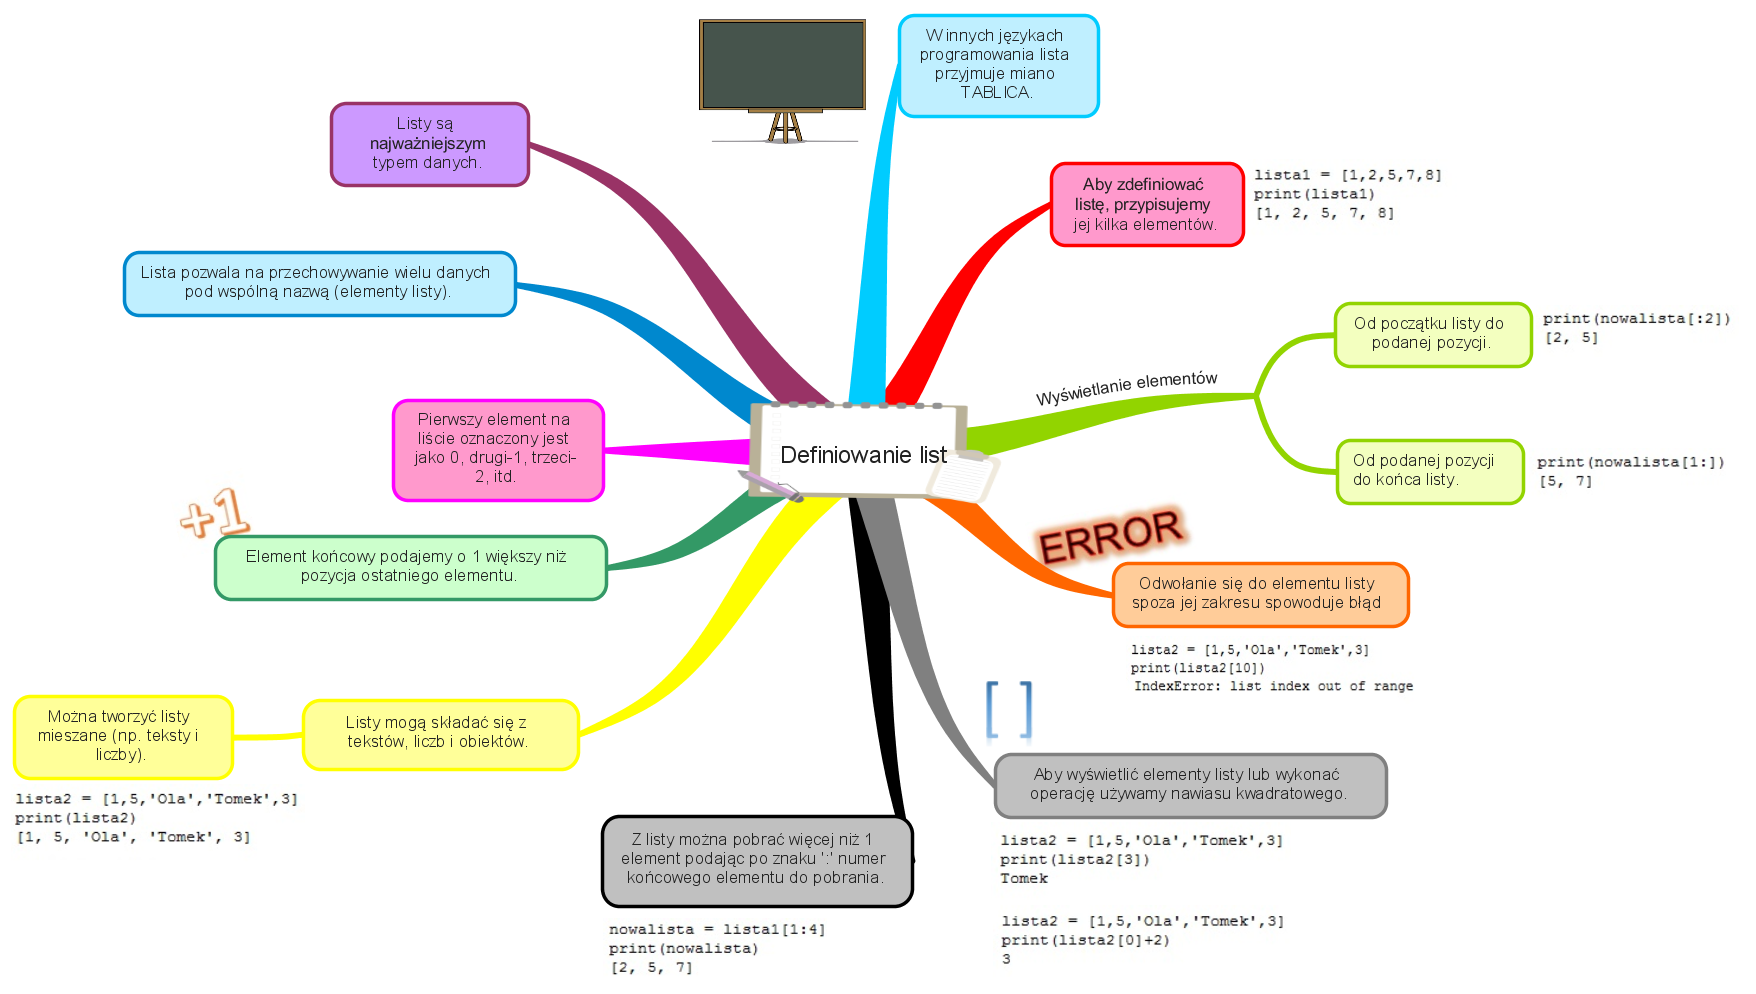 W innych językach
programowania lista
przyjmuje miano
TABLICA.
Listy są
najważniejszym
typem danych.
Aby zdefiniować
listę, przypisujemy
jej kilka elementów.
lista1 = [1,2,5,7,8]
print(lista1)
[1, 2, 5, 7, 8]
Lista pozwala na przechowywanie wielu danych
pod wspólną nazwą (elementy listy).
Wyświetlanie elementów
Od początku listy do
podanej pozycji.
print(nowalista[:2])
[2, 5]
Od podanej pozycji
do końca listy.
print(nowalista[1:])
[5, 7]
Pierwszy element na
liście oznaczony jest
jako 0, drugi-1, trzeci-
2, itd.
Definiowanie list
+1
Element końcowy podajemy o 1 większy niż
pozycja ostatniego elementu.
ERROR
Odwołanie się do elementu listy
spoza jej zakresu spowoduje błąd
lista2 = [1,5,'Ola','Tomek',3]
print(lista2[10])
IndexError: list index out of range
Można tworzyć listy
mieszane (np. teksty i
liczby).
Listy mogą składać się z
tekstów, liczb i obiektów.
lista2 = [1,5,'Ola','Tomek',3]
print(lista2)
[1, 5, 'Ola', 'Tomek', 3]
[ ]
Aby wyświetlić elementy listy lub wykonać
operację używamy nawiasu kwadratowego.
lista2 = [1,5,'Ola','Tomek',3]
print(lista2[3])
Tomek
lista2 = [1,5,'Ola','Tomek',3]
print(lista2[0]+2)
3
Z listy można pobrać więcej niż 1
element podając po znaku ':' numer
końcowego elementu do pobrania.
nowalista = lista1[1:4]
print(nowalista)
[2, 5, 7]